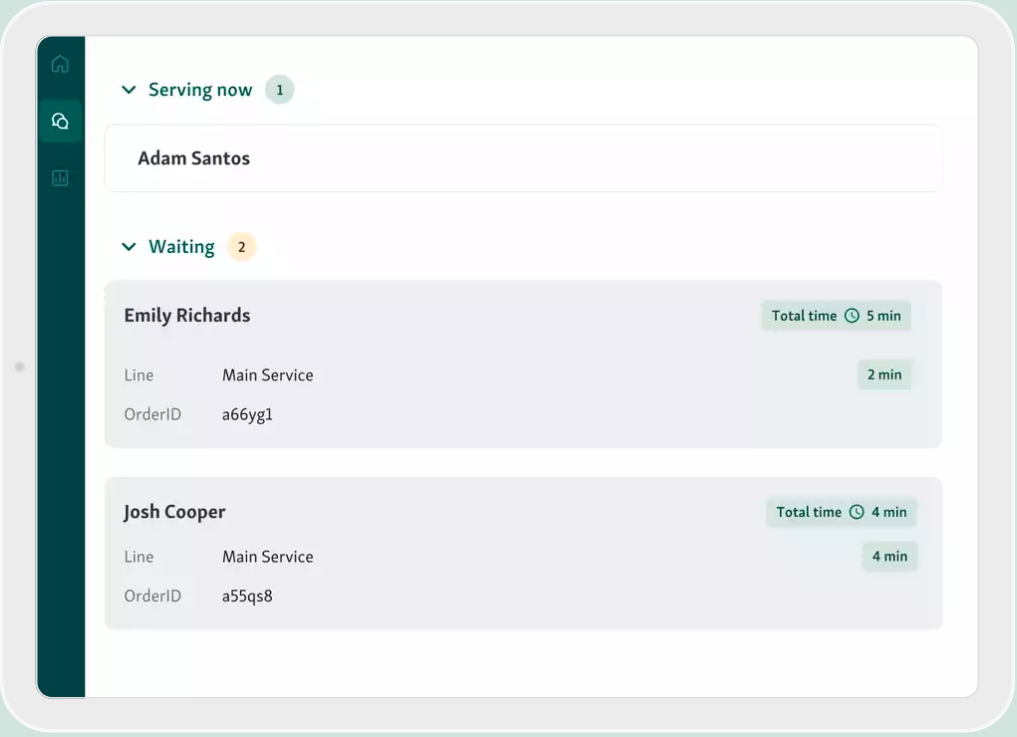 Serving now 1
Adam Santos
Waiting 2
Emily Richards Total time 5 min
Line Main Service 2 min
OrderID a66yg1
Josh Cooper Total time 4 min
Line Main Service 4 min
OrderID a55qs8